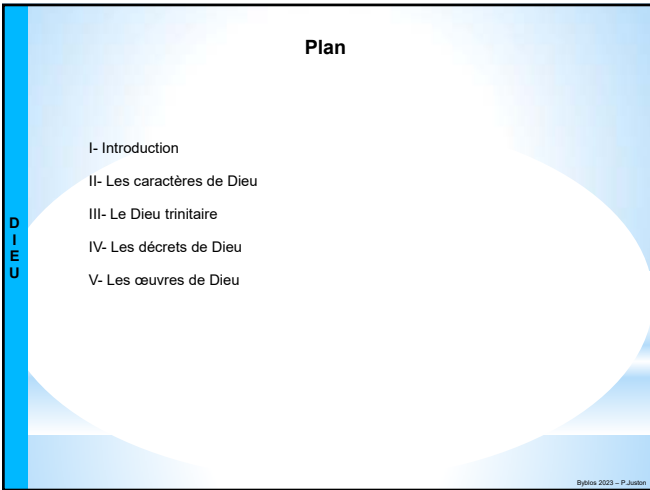 Plan
I- Introduction
II- Les caractères de Dieu
III- Le Dieu trinitaire
IV- Les décrets de Dieu
V- Les œuvres de Dieu
D
I
E
U
Byblos 2023 – P.Juston